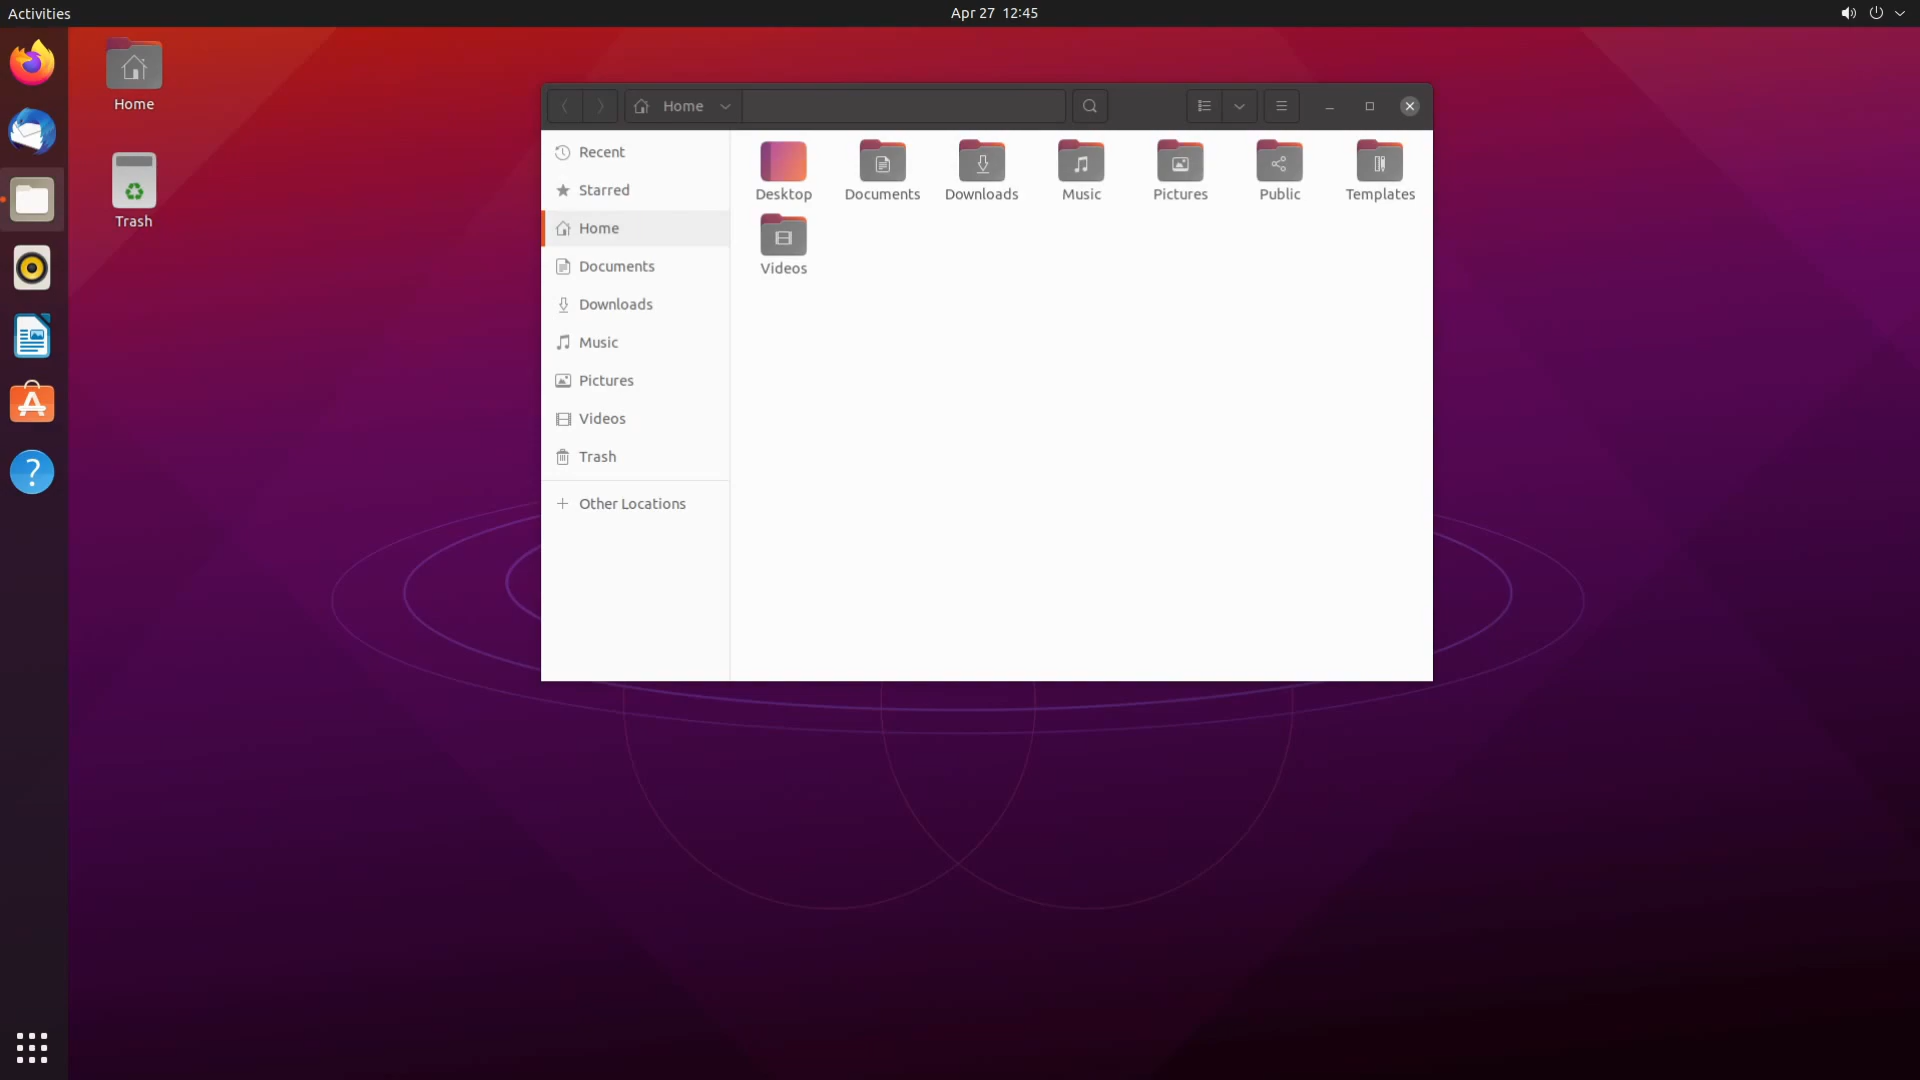 Activities
Apr 27 12:45
Home
Trash
Home
Recent
Starred
Home
Documents
Downloads
Music
Pictures
Videos
Trash
Other Locations
Desktop
Documents
Downloads
Music
Pictures
Public
Templates
Videos